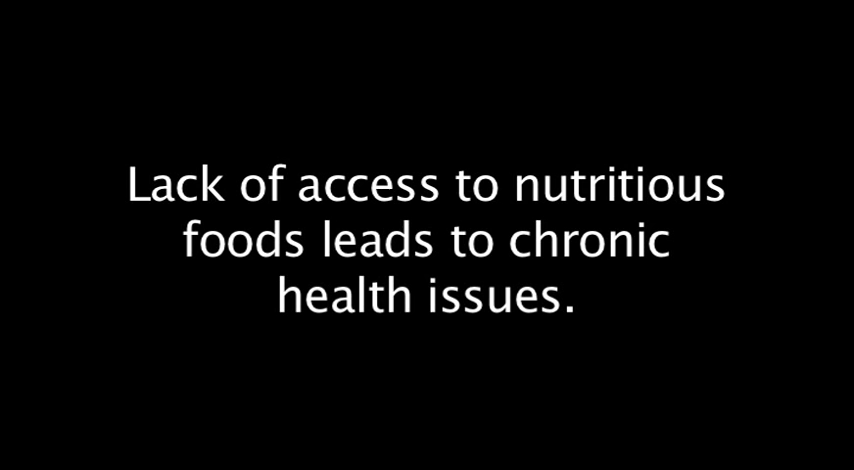 Lack of access to nutritious
foods leads to chronic
health issues.